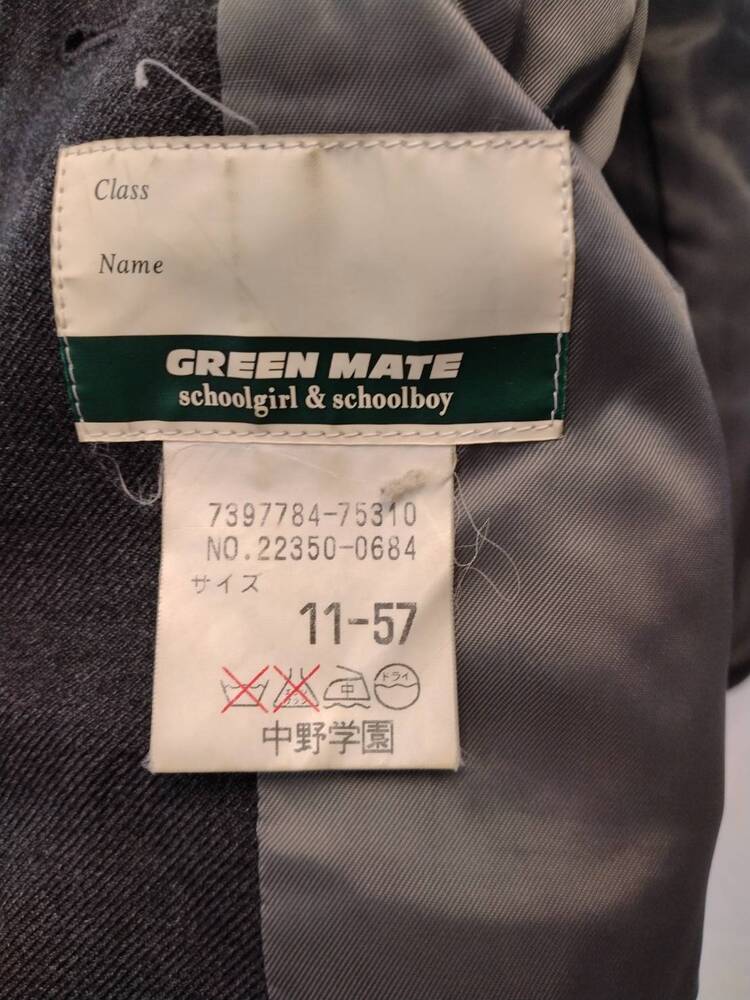 Class
Name
GREEN MATE
schoolgirl & schoolboy
7397784-75310
NO.22350-0684
サイズ
11-57
中 ドライ
中野学園